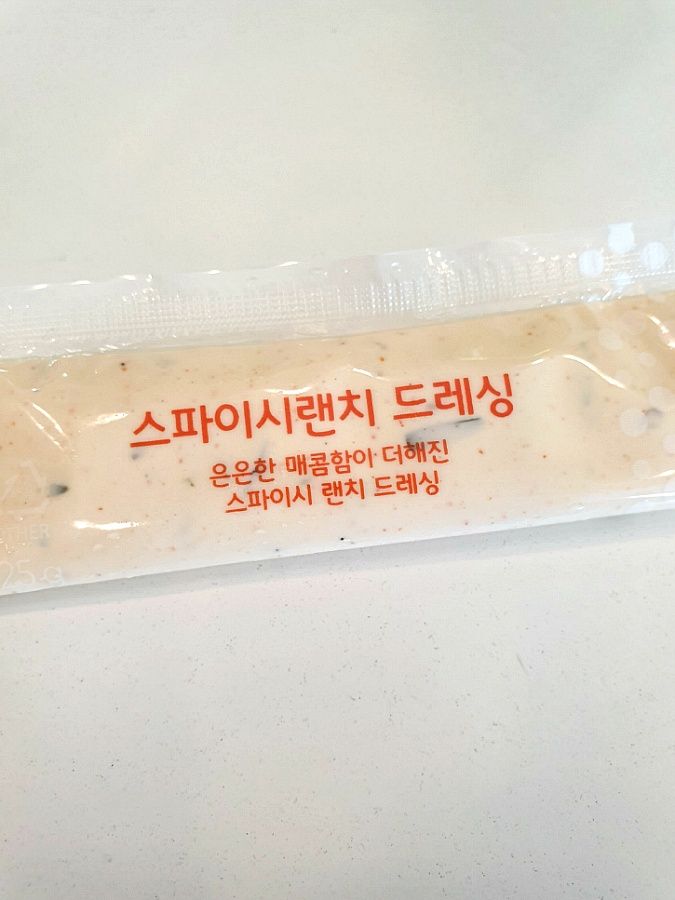 스파이시랜치 드레싱
은은한 매콤함이 더해진
스파이시 랜치 드레싱
25 g